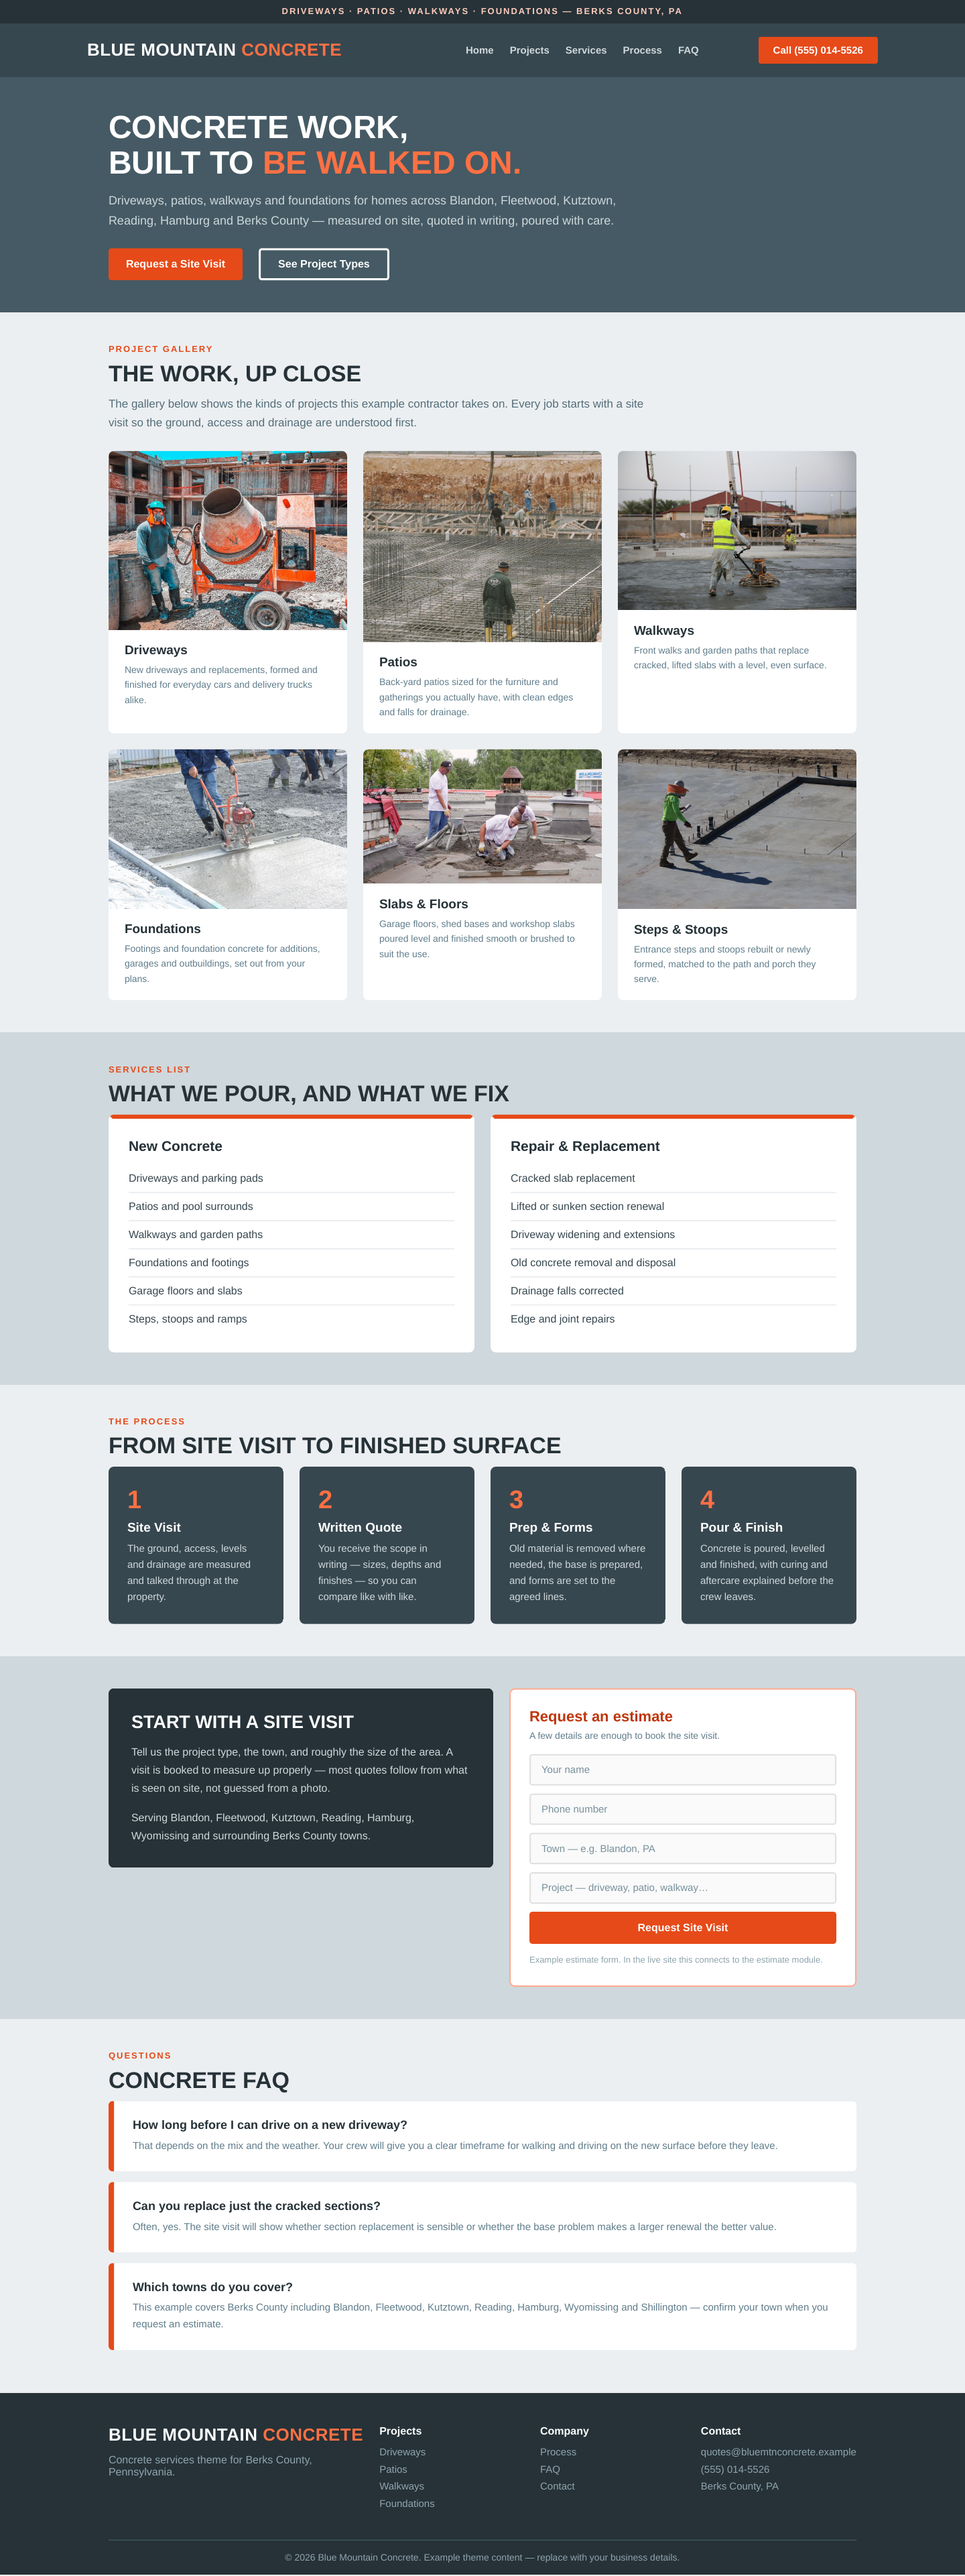 DRIVEWAYS · PATIOS · WALKWAYS · FOUNDATIONS — BERKS COUNTY, PA
BLUE MOUNTAIN CONCRETE
Home Projects Services Process FAQ
Call (555) 014-5526
CONCRETE WORK,
BUILT TO BE WALKED ON.
Driveways, patios, walkways and foundations for homes across Blandon, Fleetwood, Kutztown,
Reading, Hamburg and Berks County — measured on site, quoted in writing, poured with care.
Request a Site Visit
See Project Types
PROJECT GALLERY
THE WORK, UP CLOSE
The gallery below shows the kinds of projects this example contractor takes on. Every job starts with a site
visit so the ground, access and drainage are understood first.
Driveways
New driveways and replacements, formed and
finished for everyday cars and delivery trucks
alike.
Patios
Back-yard patios sized for the furniture and
gatherings you actually have, with clean edges
and falls for drainage.
Walkways
Front walks and garden paths that replace
cracked, lifted slabs with a level, even surface.
Foundations
Footings and foundation concrete for additions,
garages and outbuildings, set out from your
plans.
Slabs & Floors
Garage floors, shed bases and workshop slabs
poured level and finished smooth or brushed to
suit the use.
Steps & Stoops
Entrance steps and stoops rebuilt or newly
formed, matched to the path and porch they
serve.
SERVICES LIST
WHAT WE POUR, AND WHAT WE FIX
New Concrete
Driveways and parking pads
Patios and pool surrounds
Walkways and garden paths
Foundations and footings
Garage floors and slabs
Steps, stoops and ramps
Repair & Replacement
Cracked slab replacement
Lifted or sunken section renewal
Driveway widening and extensions
Old concrete removal and disposal
Drainage falls corrected
Edge and joint repairs
THE PROCESS
FROM SITE VISIT TO FINISHED SURFACE
1
Site Visit
The ground, access, levels
and drainage are measured
and talked through at the
property.
2
Written Quote
You receive the scope in
writing — sizes, depths and
finishes — so you can
compare like with like.
3
Prep & Forms
Old material is removed where
needed, the base is prepared,
and forms are set to the
agreed lines.
4
Pour & Finish
Concrete is poured, levelled
and finished, with curing and
aftercare explained before the
crew leaves.
START WITH A SITE VISIT
Tell us the project type, the town, and roughly the size of the area. A
visit is booked to measure up properly — most quotes follow from what
is seen on site, not guessed from a photo.
Serving Blandon, Fleetwood, Kutztown, Reading, Hamburg,
Wyomissing and surrounding Berks County towns.
Request an estimate
A few details are enough to book the site visit.
Your name
Phone number
Town — e.g. Blandon, PA
Project — driveway, patio, walkway…
Request Site Visit
Example estimate form. In the live site this connects to the estimate module.
QUESTIONS
CONCRETE FAQ
How long before I can drive on a new driveway?
That depends on the mix and the weather. Your crew will give you a clear timeframe for walking and driving on the new surface before they leave.
Can you replace just the cracked sections?
Often, yes. The site visit will show whether section replacement is sensible or whether the base problem makes a larger renewal the better value.
Which towns do you cover?
This example covers Berks County including Blandon, Fleetwood, Kutztown, Reading, Hamburg, Wyomissing and Shillington — confirm your town when you
request an estimate.
BLUE MOUNTAIN CONCRETE
Concrete services theme for Berks County,
Pennsylvania.
Projects
Driveways
Patios
Walkways
Foundations
Company
Process
FAQ
Contact
Contact
quotes@bluemtnconcrete.example
(555) 014-5526
Berks County, PA
© 2026 Blue Mountain Concrete. Example theme content — replace with your business details.